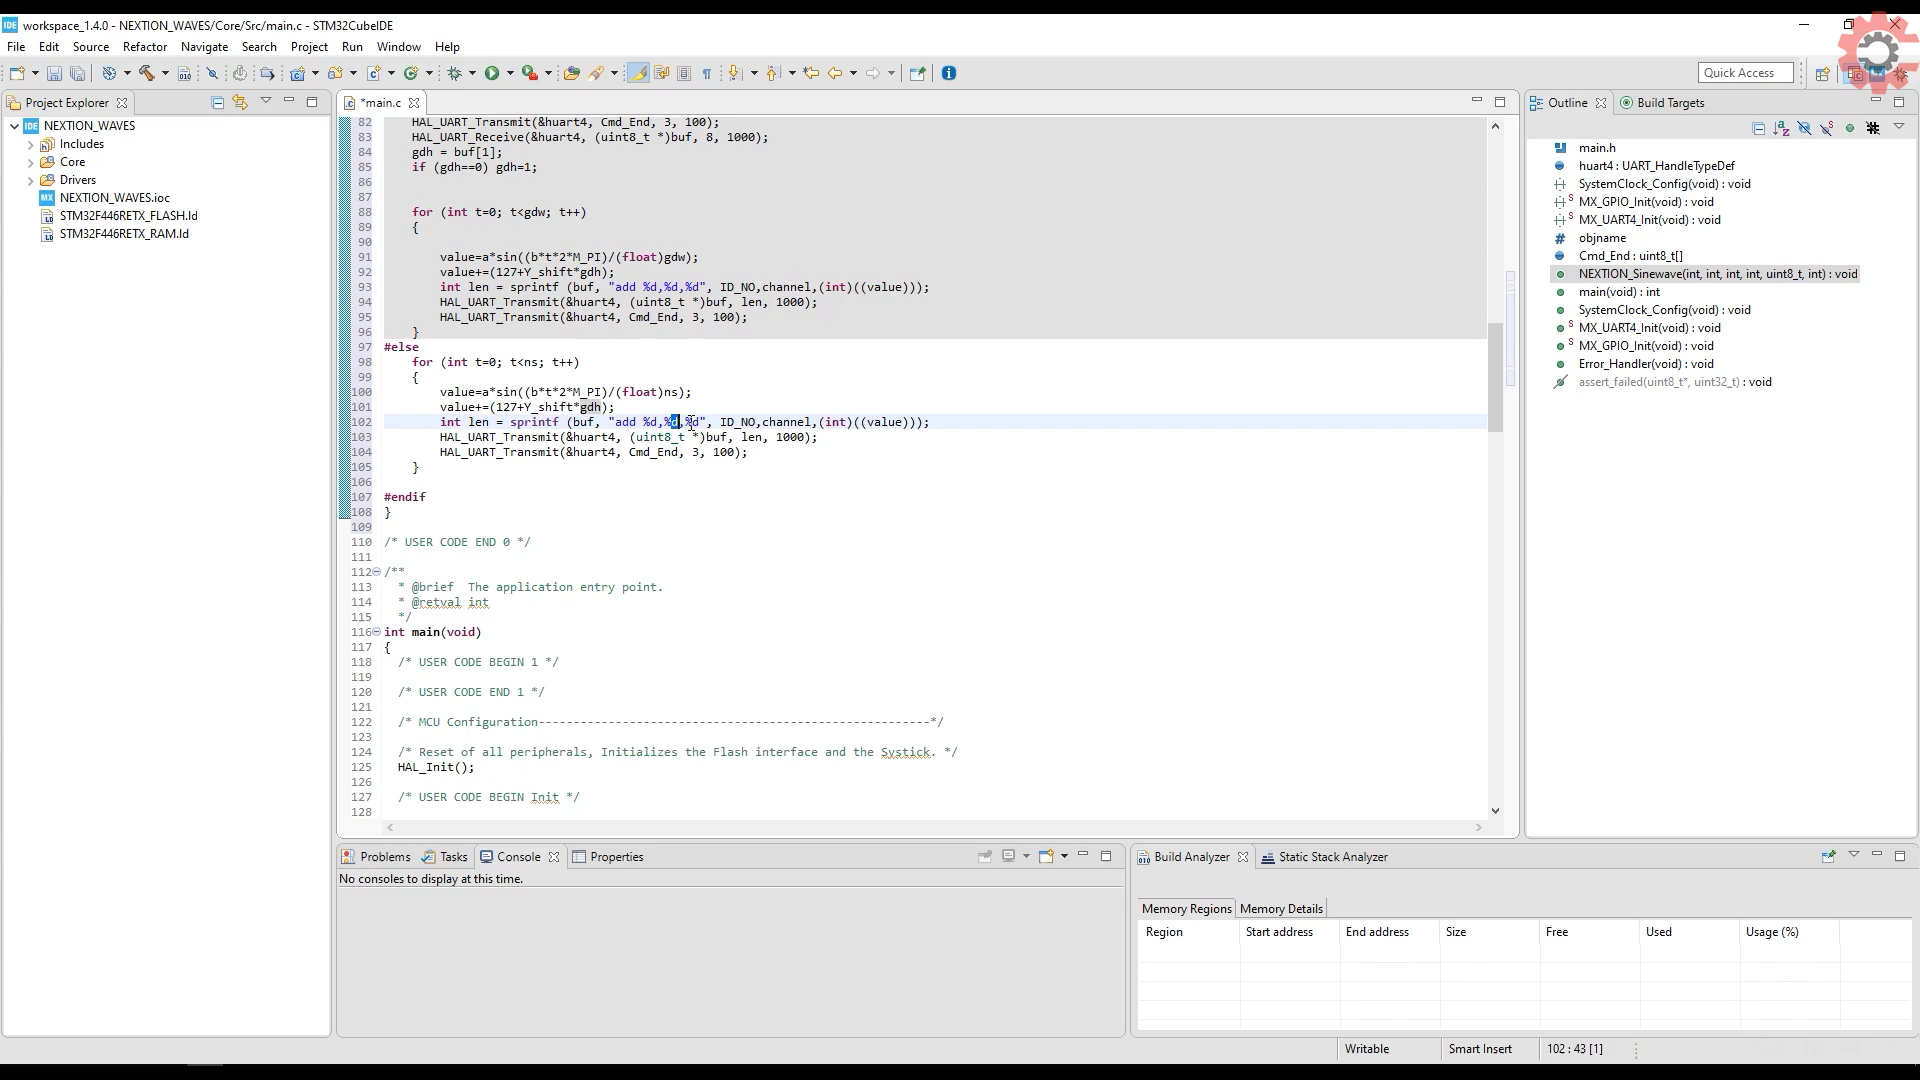 workspace_1.4.0 - NEXTION_WAVES/Core/Src/main.c - STM32CubeIDE
File Edit Source Refactor Navigate Search Project Run Window Help
Quick Access
Project Explorer
NEXTION_WAVES
Includes
Core
Drivers
NEXTION_WAVES.ioc
STM32F446RETX_FLASH.ld
STM32F446RETX_RAM.ld
*main.c
82 HAL_UART_Transmit(&huart4, Cmd_End, 3, 100);
83 HAL_UART_Receive(&huart4, (uint8_t *)buf, 8, 1000);
84 gdh = buf[1];
85 if (gdh==0) gdh=1;
86
87
88 for (int t=0; t<gdw; t++)
89 {
90
91 value=a*sin((b*t*2*M_PI)/(float)gdw);
92 value+=(127+Y_shift*gdh);
93 int len = sprintf (buf, "add %d,%d,%d", ID_NO,channel,(int)((value)));
94 HAL_UART_Transmit(&huart4, (uint8_t *)buf, len, 1000);
95 HAL_UART_Transmit(&huart4, Cmd_End, 3, 100);
96 }
97 #else
98 for (int t=0; t<ns; t++)
99 {
100 value=a*sin((b*t*2*M_PI)/(float)ns);
101 value+=(127+Y_shift*gdh);
102 int len = sprintf (buf, "add %d,%d,%d", ID_NO,channel,(int)((value)));
103 HAL_UART_Transmit(&huart4, (uint8_t *)buf, len, 1000);
104 HAL_UART_Transmit(&huart4, Cmd_End, 3, 100);
105 }
106
107 #endif
108 }
109
110 /* USER CODE END 0 */
111
112 /**
113 * @brief The application entry point.
114 * @retval int
115 */
116 int main(void)
117 {
118 /* USER CODE BEGIN 1 */
119
120 /* USER CODE END 1 */
121
122 /* MCU Configuration--------------------------------------------------------*/
123
124 /* Reset of all peripherals, Initializes the Flash interface and the Systick. */
125 HAL_Init();
126
127 /* USER CODE BEGIN Init */
128
Outline Build Targets
main.h
huart4 : UART_HandleTypeDef
SystemClock_Config(void) : void
MX_GPIO_Init(void) : void
MX_UART4_Init(void) : void
objname
Cmd_End : uint8_t[]
NEXTION_Sinewave(int, int, int, int, uint8_t, int) : void
main(void) : int
SystemClock_Config(void) : void
MX_UART4_Init(void) : void
MX_GPIO_Init(void) : void
Error_Handler(void) : void
assert_failed(uint8_t*, uint32_t) : void
Problems Tasks Console Properties
No consoles to display at this time.
Build Analyzer Static Stack Analyzer
Memory Regions Memory Details
Region Start address End address Size Free Used Usage (%)
Writable Smart Insert 102 : 43 [1]